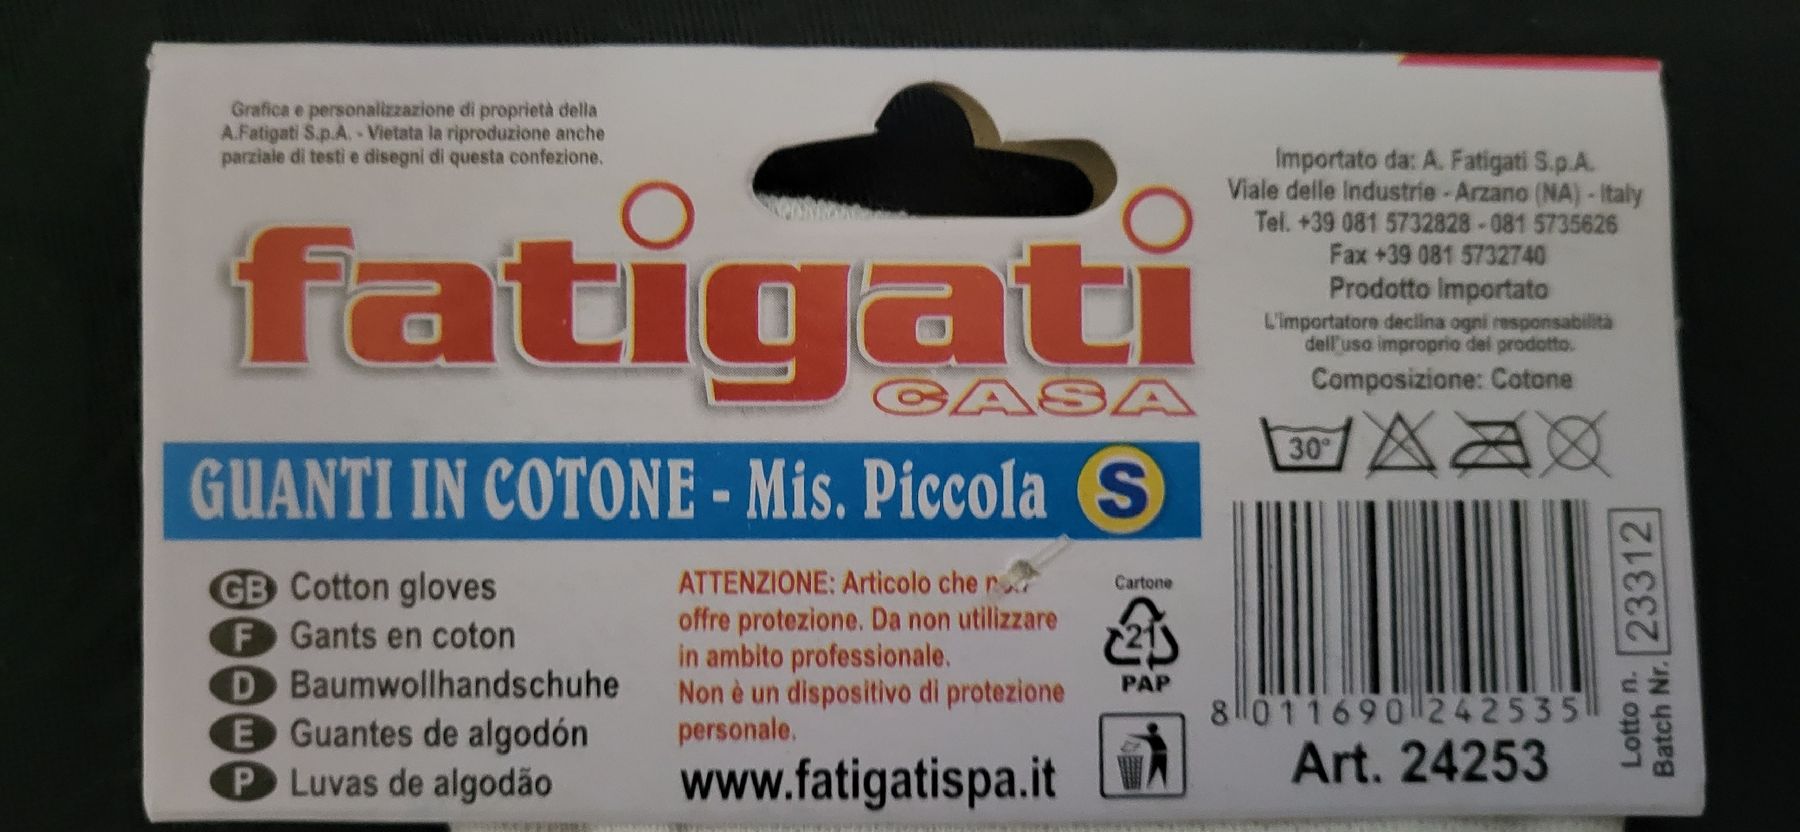 Grafica e personalizzazione di proprietà della
A.Fatigati S.p.A. - Vietata la riproduzione anche
parziale di testi e disegni di questa confezione.
fatigati
CASA
GUANTI IN COTONE - Mis. Piccola S
GB Cotton gloves
F Gants en coton
D Baumwollhandschuhe
E Guantes de algodón
P Luvas de algodão
ATTENZIONE: Articolo che
offre protezione. Da non utilizzare
in ambito professionale.
Non è un dispositivo di protezione
personale.
www.fatigatispa.it
Cartone
21
PAP
Importato da: A. Fatigati S.p.A.
Viale delle Industrie - Arzano (NA) - Italy
Tel. +39 081 5732828 - 081 5735626
Fax +39 081 5732740
Prodotto Importato
L'importatore declina ogni responsabilità
dell'uso improprio del prodotto.
Composizione: Cotone
30°
8 011690 242535
Art. 24253
Lotto n.
Batch Nr.
23312